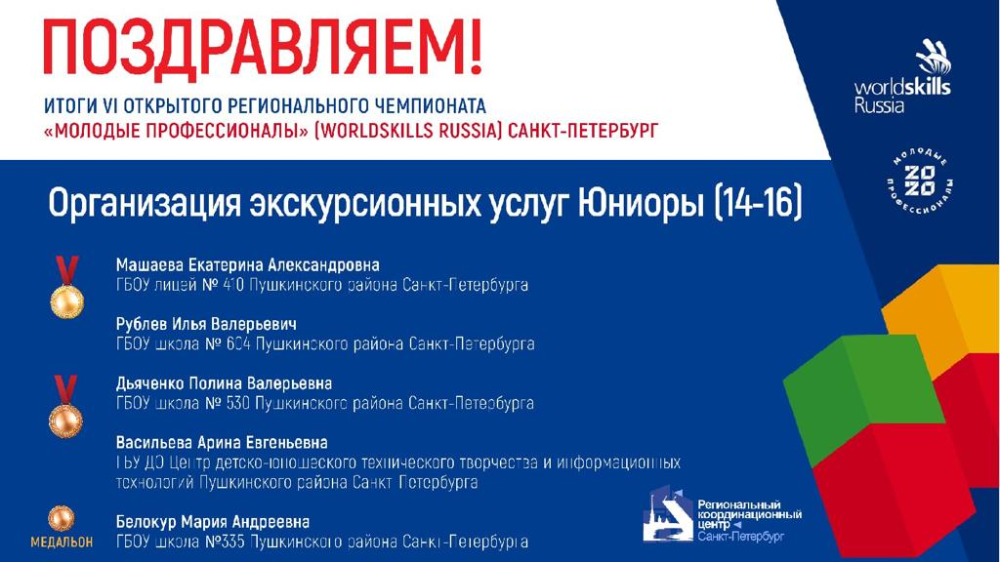 ПОЗДРАВЛЯЕМ!
ИТОГИ VI ОТКРЫТОГО РЕГИОНАЛЬНОГО ЧЕМПИОНАТА
«МОЛОДЫЕ ПРОФЕССИОНАЛЫ» (WORLDSKILLS RUSSIA) САНКТ-ПЕТЕРБУРГ
worldskills
Russia
МОЛОДЫЕ
20
20
ПРОФЕССИОНАЛЫ
Организация экскурсионных услуг Юниоры (14-16)
Машаева Екатерина Александровна
ГБОУ лицей № 410 Пушкинского района Санкт-Петербурга
Рублев Илья Валерьевич
ГБОУ школа № 604 Пушкинского района Санкт-Петербурга
Дьяченко Полина Валерьевна
ГБОУ школа № 530 Пушкинского района Санкт-Петербурга
Васильева Арина Евгеньевна
ГБУ ДО Центр детско-юношеского технического творчества и информационных
технологий Пушкинского района Санкт-Петербурга
Белокур Мария Андреевна
ГБОУ школа №335 Пушкинского района Санкт-Петербурга
МЕДАЛЬОН
Региональный
координационный
центр
Санкт-Петербург